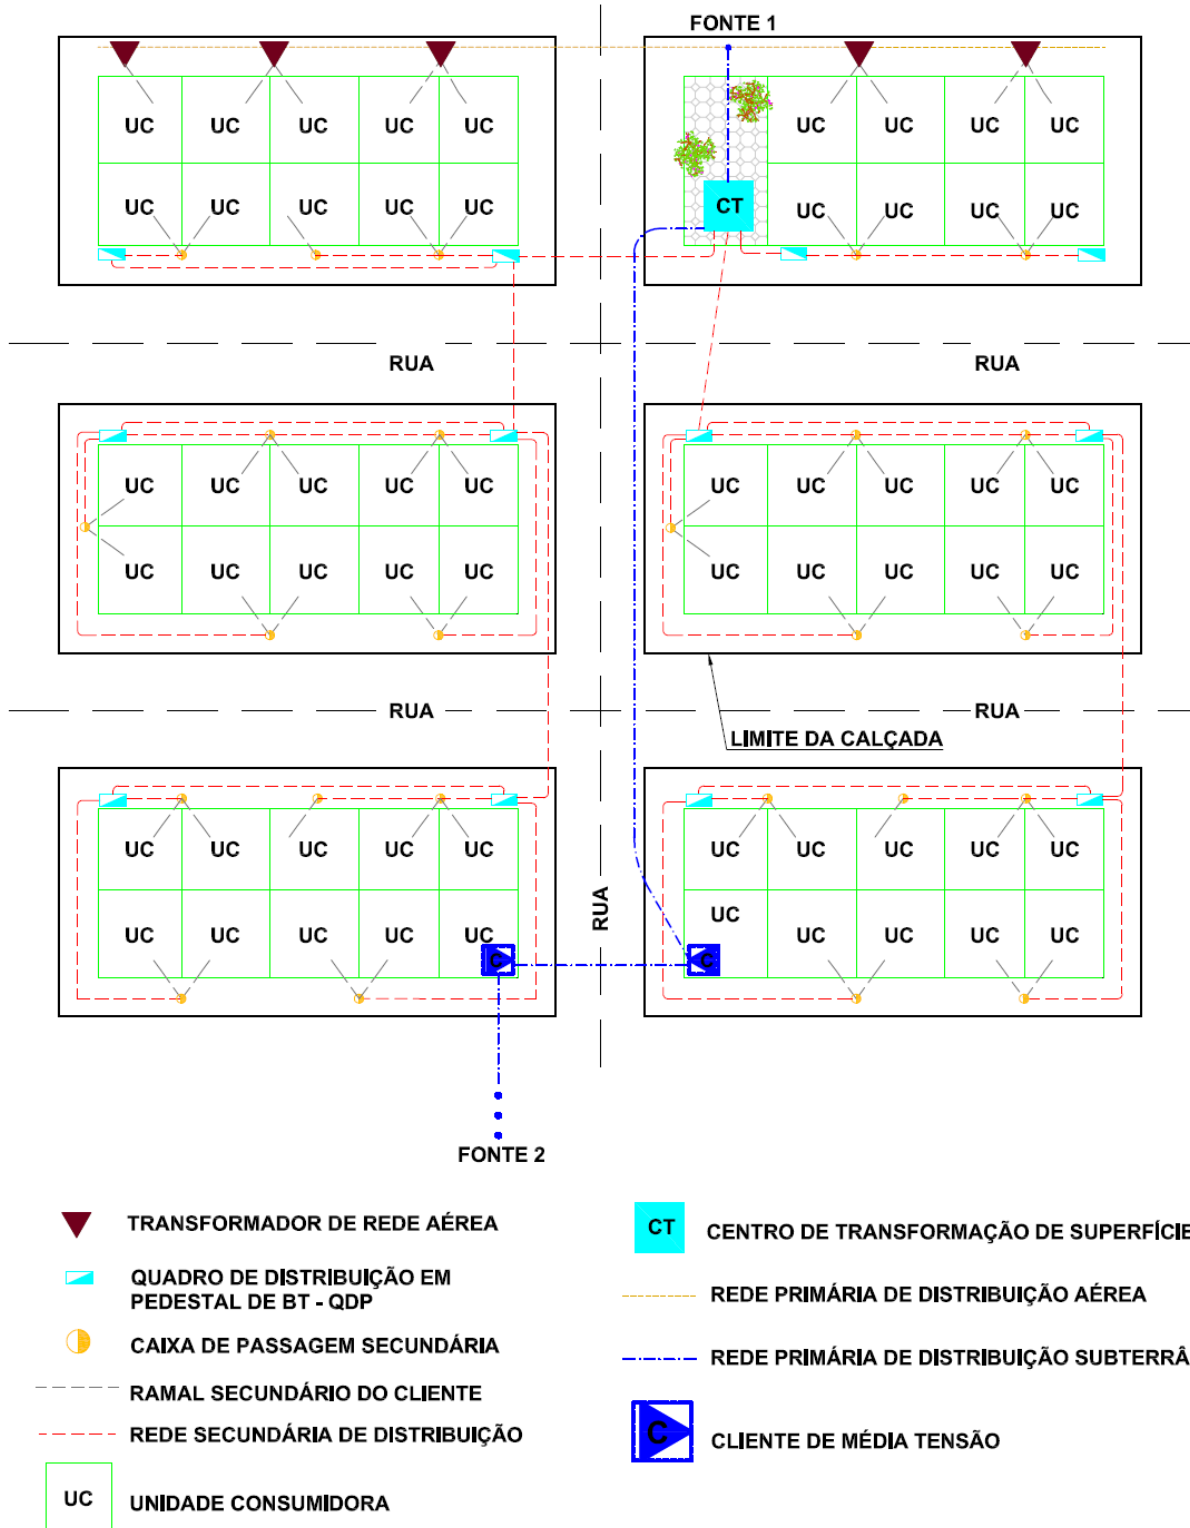 FONTE 1
UC UC UC UC UC UC UC UC UC
UC UC UC UC UC CT UC UC UC UC
RUA RUA
UC UC UC UC UC UC UC UC UC UC
UC UC UC UC UC UC UC UC UC UC
RUA RUA
LIMITE DA CALÇADA
UC UC UC UC UC UC UC UC UC UC
RUA
UC UC UC UC UC UC UC UC UC UC
C C
FONTE 2
TRANSFORMADOR DE REDE AÉREA
QUADRO DE DISTRIBUIÇÃO EM
PEDESTAL DE BT - QDP
CAIXA DE PASSAGEM SECUNDÁRIA
RAMAL SECUNDÁRIO DO CLIENTE
REDE SECUNDÁRIA DE DISTRIBUIÇÃO
UC UNIDADE CONSUMIDORA
CT CENTRO DE TRANSFORMAÇÃO DE SUPERFÍCIE
REDE PRIMÁRIA DE DISTRIBUIÇÃO AÉREA
REDE PRIMÁRIA DE DISTRIBUIÇÃO SUBTERRÂ
C CLIENTE DE MÉDIA TENSÃO